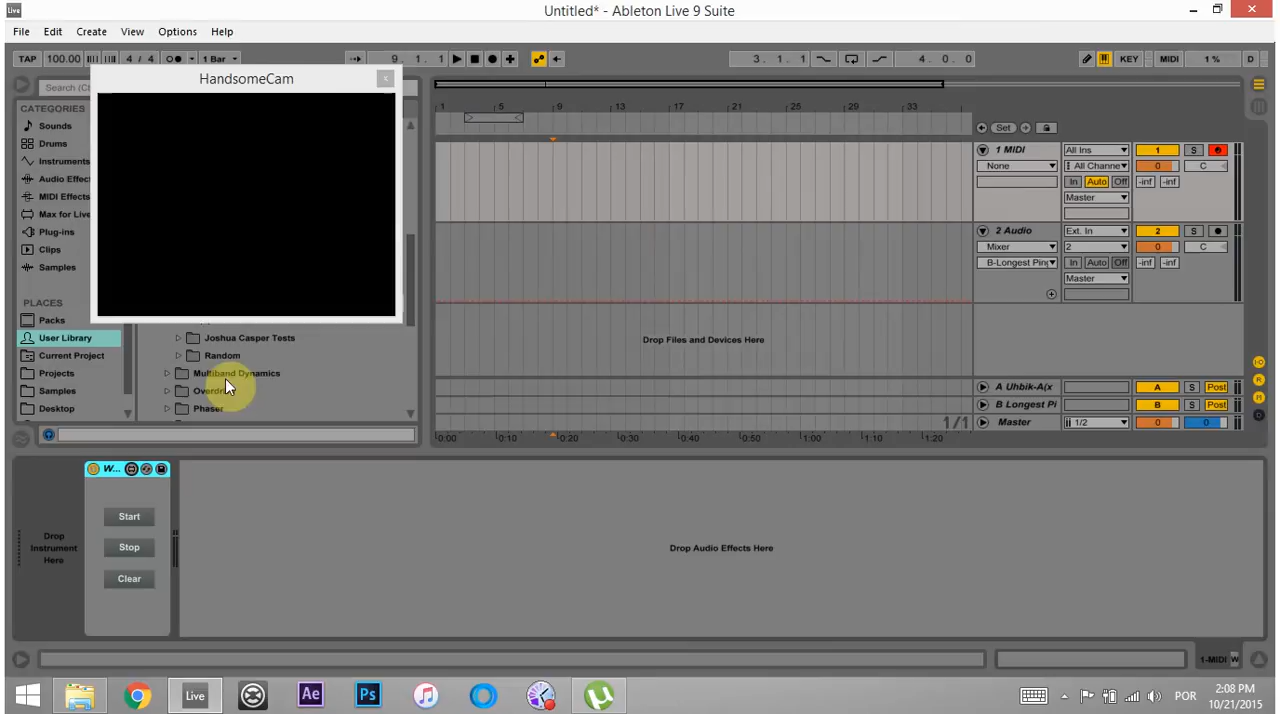 Live
Untitled* - Ableton Live 9 Suite
File Edit Create View Options Help
TAP 100.00 4 / 4 1 Bar 9. 1. 1 3. 1. 1 4. 0. 0 KEY MIDI 1 % D
HandsomeCam x
Search (C
CATEGORIES
Sounds
Drums
Instruments
Audio Effec
MIDI Effects
Max for Live
Plug-ins
Clips
Samples
PLACES
Packs
User Library
Current Project
Projects
Samples
Desktop
Joshua Casper Tests
Random
Multiband Dynamics
Overdri
Phaser
1 5 9 13 17 21 25 29 33
Set
1 MIDI All Ins 1 S
None All Channe 0 C
In Auto Off -inf -inf
Master
2 Audio Ext. In 2 S
Mixer 2 0 C
B-Longest Ping In Auto Off -inf -inf
Master
Drop Files and Devices Here
A Uhbik-A(x A S Post
B Longest Pi B S Post
1/1 Master 1/2 0 0
0:00 0:10 0:20 0:30 0:40 0:50 1:00 1:10 1:20
W...
Start
Stop
Clear
Drop
Instrument
Here
Drop Audio Effects Here
1-MIDI W
Live Ae Ps POR
2:08 PM
10/21/2015